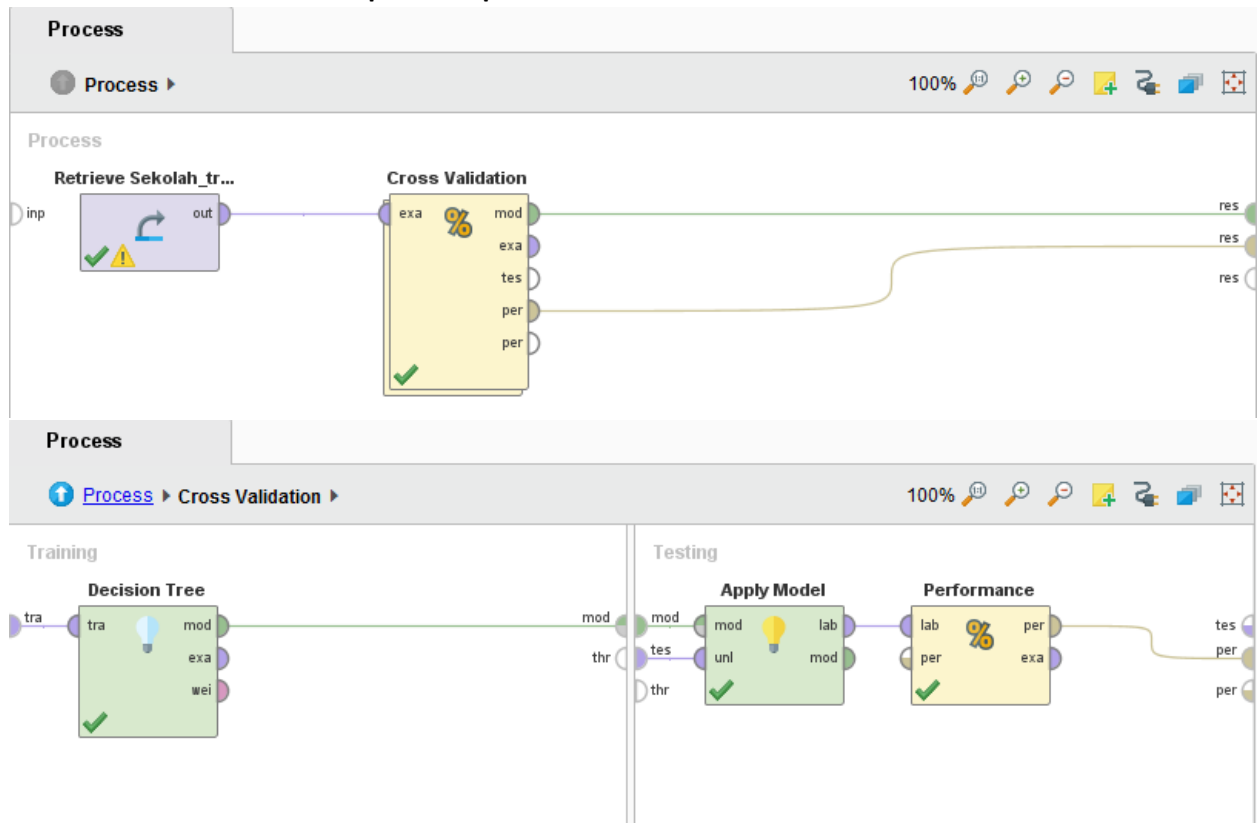 Process
Process
100%
Process
Retrieve Sekolah_tr...
Cross Validation
inp
out
exa
mod
exa
tes
per
per
res
res
res
Process
Process
Cross Validation
100%
Training
Testing
Decision Tree
Apply Model
Performance
tra
tra
mod
exa
wei
mod
thr
mod
tes
thr
mod
unl
lab
mod
lab
per
per
exa
tes
per
per